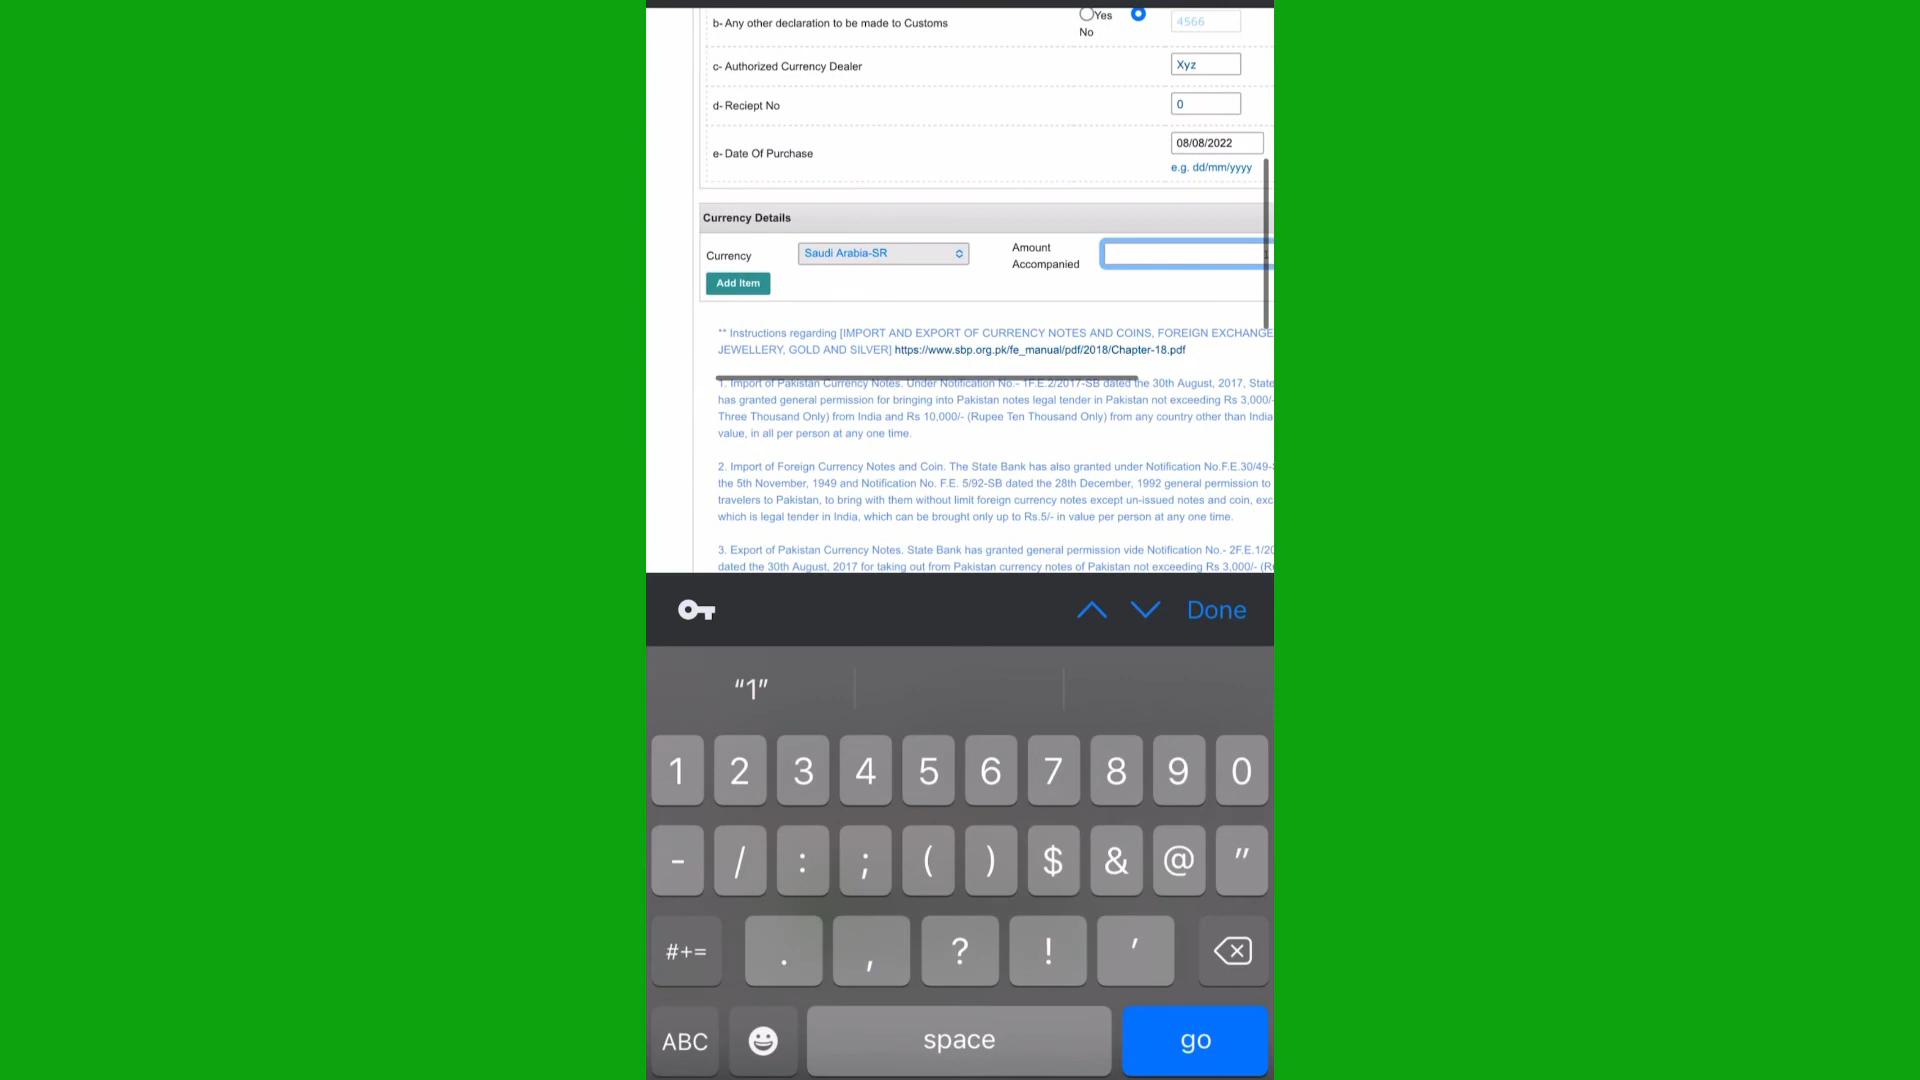 b- Any other declaration to be made to Customs
Yes
No
4566
c- Authorized Currency Dealer
Xyz
d- Reciept No
0
e- Date Of Purchase
08/08/2022
e.g. dd/mm/yyyy
Currency Details
Currency
Saudi Arabia-SR
Amount
Accompanied
1
Add Item
** Instructions regarding [IMPORT AND EXPORT OF CURRENCY NOTES AND COINS, FOREIGN EXCHANGE
JEWELLERY, GOLD AND SILVER] https://www.sbp.org.pk/fe_manual/pdf/2018/Chapter-18.pdf
1. Import of Pakistan Currency Notes. Under Notification No.- 1F.E.2/2017-SB dated the 30th August, 2017, State
has granted general permission for bringing into Pakistan notes legal tender in Pakistan not exceeding Rs 3,000/-
Three Thousand Only) from India and Rs 10,000/- (Rupee Ten Thousand Only) from any country other than India
value, in all per person at any one time.
2. Import of Foreign Currency Notes and Coin. The State Bank has also granted under Notification No.F.E.30/49-
the 5th November, 1949 and Notification No. F.E. 5/92-SB dated the 28th December, 1992 general permission to
travelers to Pakistan, to bring with them without limit foreign currency notes except un-issued notes and coin, exc
which is legal tender in India, which can be brought only up to Rs.5/- in value per person at any one time.
3. Export of Pakistan Currency Notes. State Bank has granted general permission vide Notification No.- 2F.E.1/20
dated the 30th August, 2017 for taking out from Pakistan currency notes of Pakistan not exceeding Rs 3,000/- (R
Done
“1”
1 2 3 4 5 6 7 8 9 0
- / : ; ( ) $ & @ "
#+= . , ? ! '
ABC space go